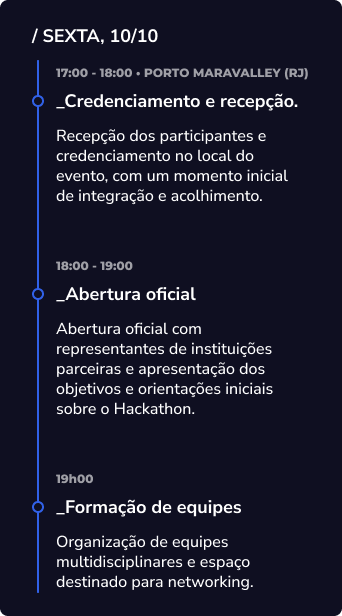 / SEXTA, 10/10
17:00 - 18:00 • PORTO MARAVALLEY (RJ)
_Credenciamento e recepção.
Recepção dos participantes e
credenciamento no local do
evento, com um momento inicial
de integração e acolhimento.
18:00 - 19:00
_Abertura oficial
Abertura oficial com
representantes de instituições
parceiras e apresentação dos
objetivos e orientações iniciais
sobre o Hackathon.
19h00
_Formação de equipes
Organização de equipes
multidisciplinares e espaço
destinado para networking.